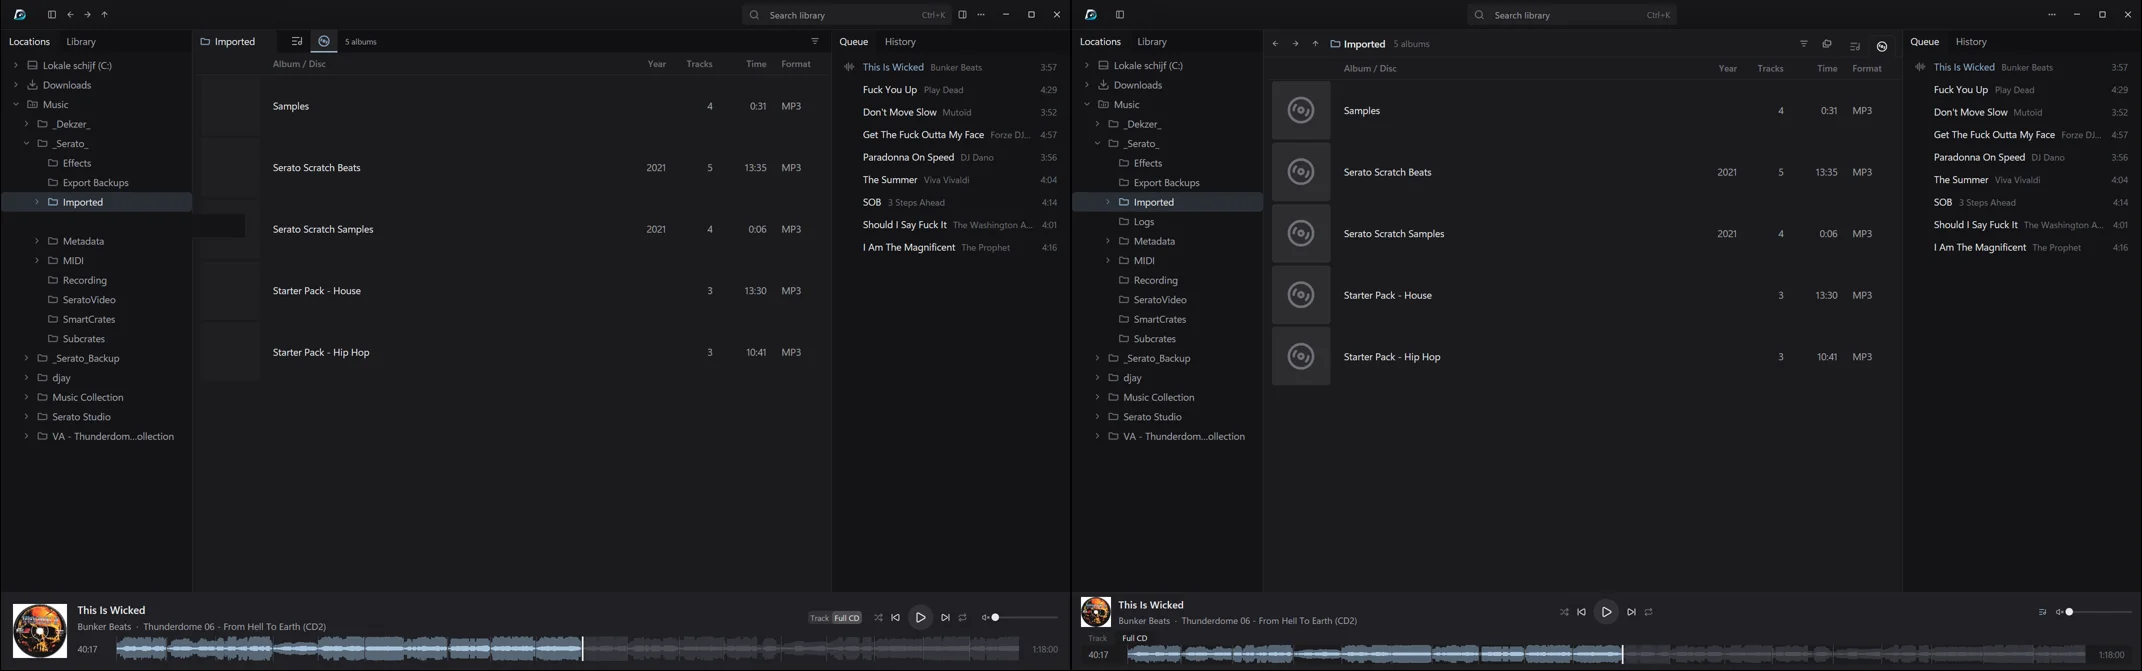 Search library Ctrl+K
Locations Library
Lokale schijf (C:)
Downloads
Music
_Dekzer_
_Serato_
Effects
Export Backups
Imported
Metadata
MIDI
Recording
SeratoVideo
SmartCrates
Subcrates
_Serato_Backup
djay
Music Collection
Serato Studio
VA - Thunderdom...ollection
Imported 5 albums
Album / Disc Year Tracks Time Format
Samples 4 0:31 MP3
Serato Scratch Beats 2021 5 13:35 MP3
Serato Scratch Samples 2021 4 0:06 MP3
Starter Pack - House 3 13:30 MP3
Starter Pack - Hip Hop 3 10:41 MP3
Queue History
This Is Wicked Bunker Beats 3:57
Fuck You Up Play Dead 4:29
Don't Move Slow Mutoïd 3:52
Get The Fuck Outta My Face Forze DJ... 4:57
Paradonna On Speed DJ Dano 3:56
The Summer Viva Vivaldi 4:04
SOB 3 Steps Ahead 4:14
Should I Say Fuck It The Washington A... 4:01
I Am The Magnificent The Prophet 4:16
This Is Wicked
Bunker Beats - Thunderdome 06 - From Hell To Earth (CD2)
Track Full CD
40:17 1:18:00
Search library Ctrl+K
Locations Library
Lokale schijf (C:)
Downloads
Music
_Dekzer_
_Serato_
Effects
Export Backups
Imported
Logs
Metadata
MIDI
Recording
SeratoVideo
SmartCrates
Subcrates
_Serato_Backup
djay
Music Collection
Serato Studio
VA - Thunderdom...ollection
Imported 5 albums
Album / Disc Year Tracks Time Format
Samples 4 0:31 MP3
Serato Scratch Beats 2021 5 13:35 MP3
Serato Scratch Samples 2021 4 0:06 MP3
Starter Pack - House 3 13:30 MP3
Starter Pack - Hip Hop 3 10:41 MP3
Queue History
This Is Wicked Bunker Beats 3:57
Fuck You Up Play Dead 4:29
Don't Move Slow Mutoïd 3:52
Get The Fuck Outta My Face Forze DJ... 4:57
Paradonna On Speed DJ Dano 3:56
The Summer Viva Vivaldi 4:04
SOB 3 Steps Ahead 4:14
Should I Say Fuck It The Washington A... 4:01
I Am The Magnificent The Prophet 4:16
This Is Wicked
Bunker Beats - Thunderdome 06 - From Hell To Earth (CD2)
Track Full CD
40:17 1:18:00